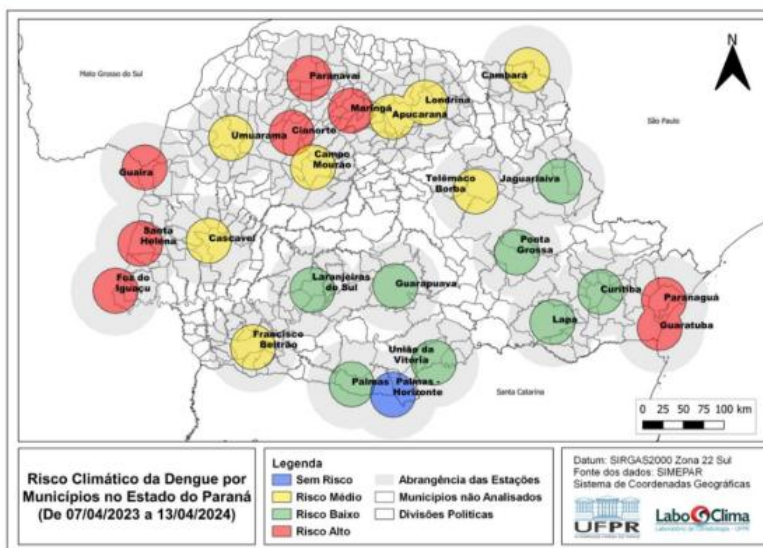 N
Mato Grosso do Sul
São Paulo
Cambará
Paranavaí
Londrina
Maringá
Apucarana
Umuarama
Cianorte
Campo
Mourão
Guaíra
Telêmaco
Borba
Jaguariaíva
Santa
Helena
Cascavel
Ponta
Grossa
Foz do
Iguaçu
Laranjeiras
do Sul
Guarapuava
Curitiba
Paranaguá
Lapa
Guaratuba
Francisco
Beltrão
União da
Vitória
Palmas
Palmas -
Horizonte
Santa Catarina
0 25 50 75 100 km
Risco Climático da Dengue por
Municípios no Estado do Paraná
(De 07/04/2023 a 13/04/2024)
Legenda
Sem Risco
Risco Médio
Risco Baixo
Risco Alto
Abrangência das Estações
Municípios não Analisados
Divisões Políticas
Datum: SIRGAS2000 Zona 22 Sul
Fonte dos dados: SIMEPAR
Sistema de Coordenadas Geográficas
UFPR
LaboClima
Laboratório de Climatologia - UFPR